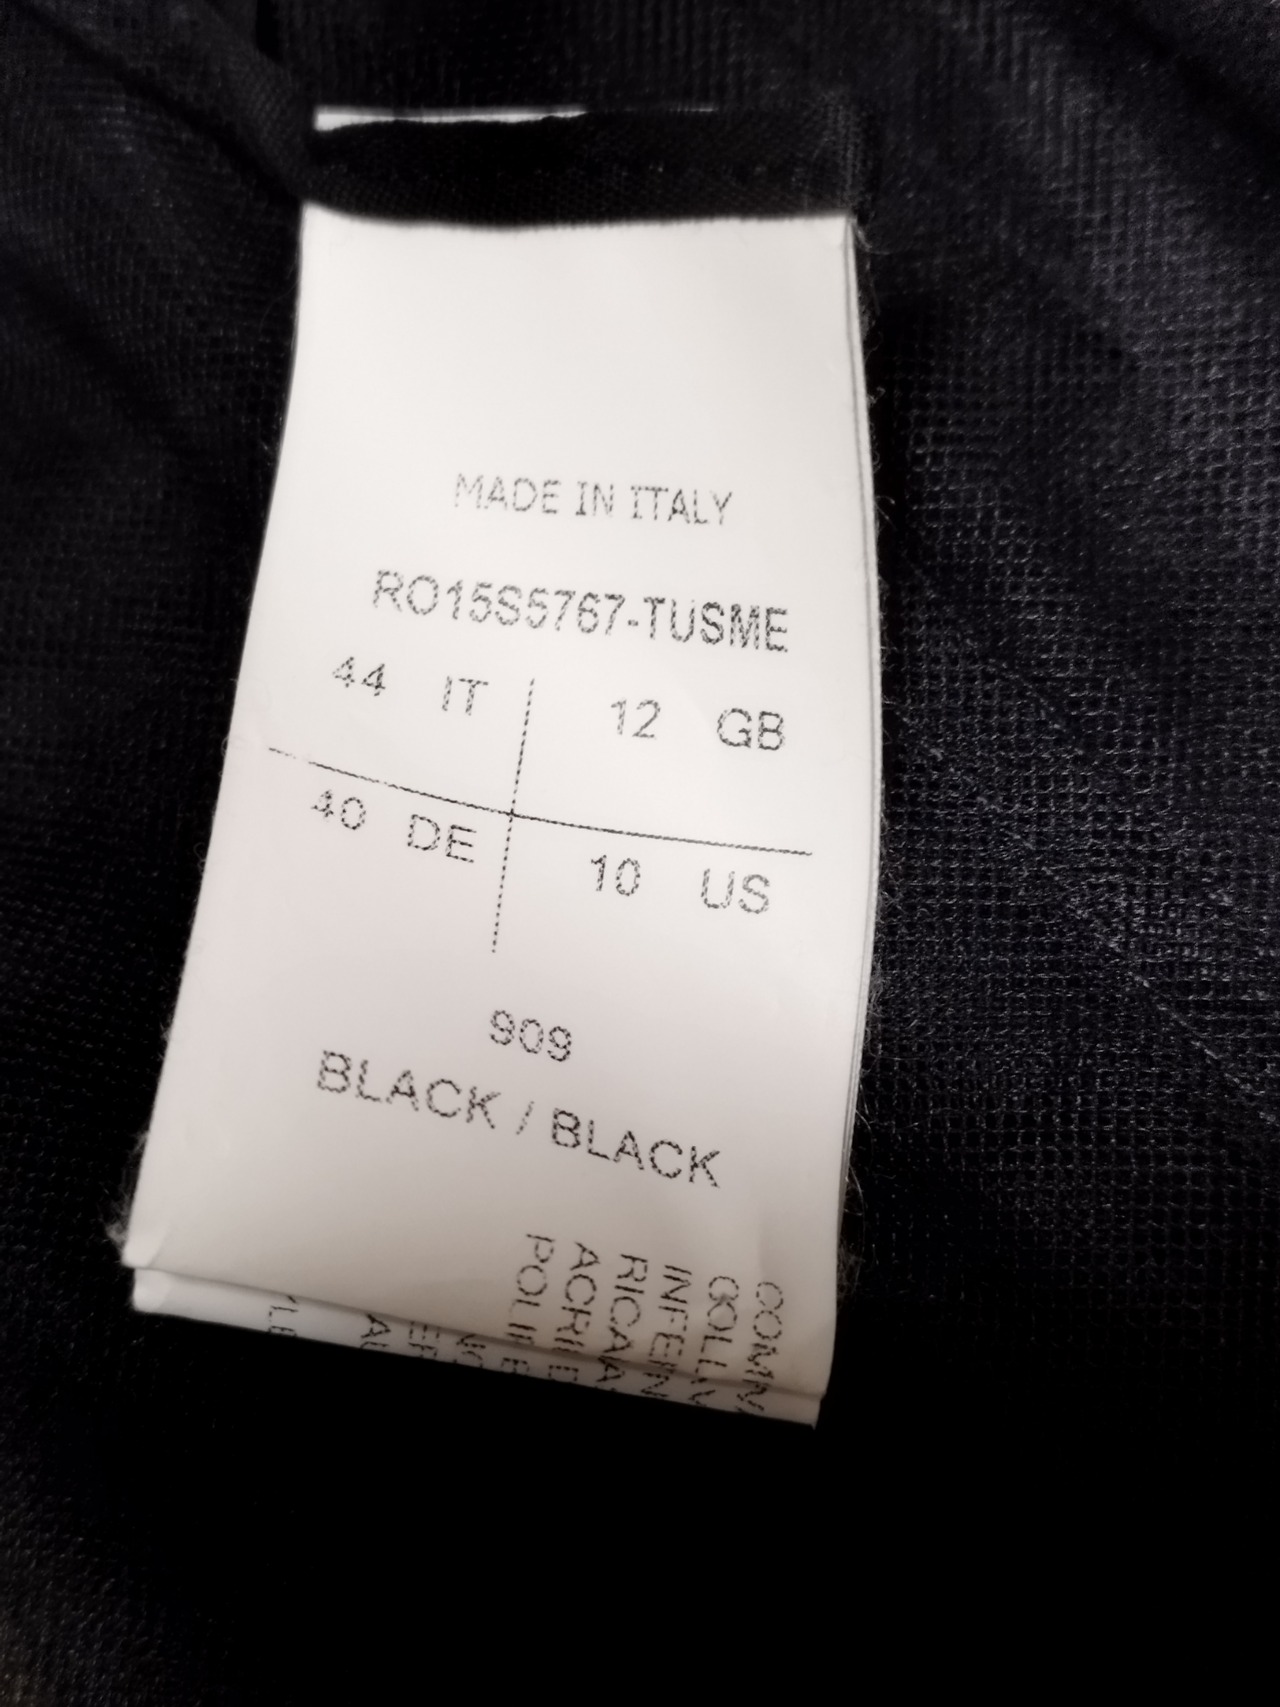 MADE IN ITALY
RO15S5767-TUSME
44 IT 12 GB
40 DE 10 US
909
BLACK / BLACK